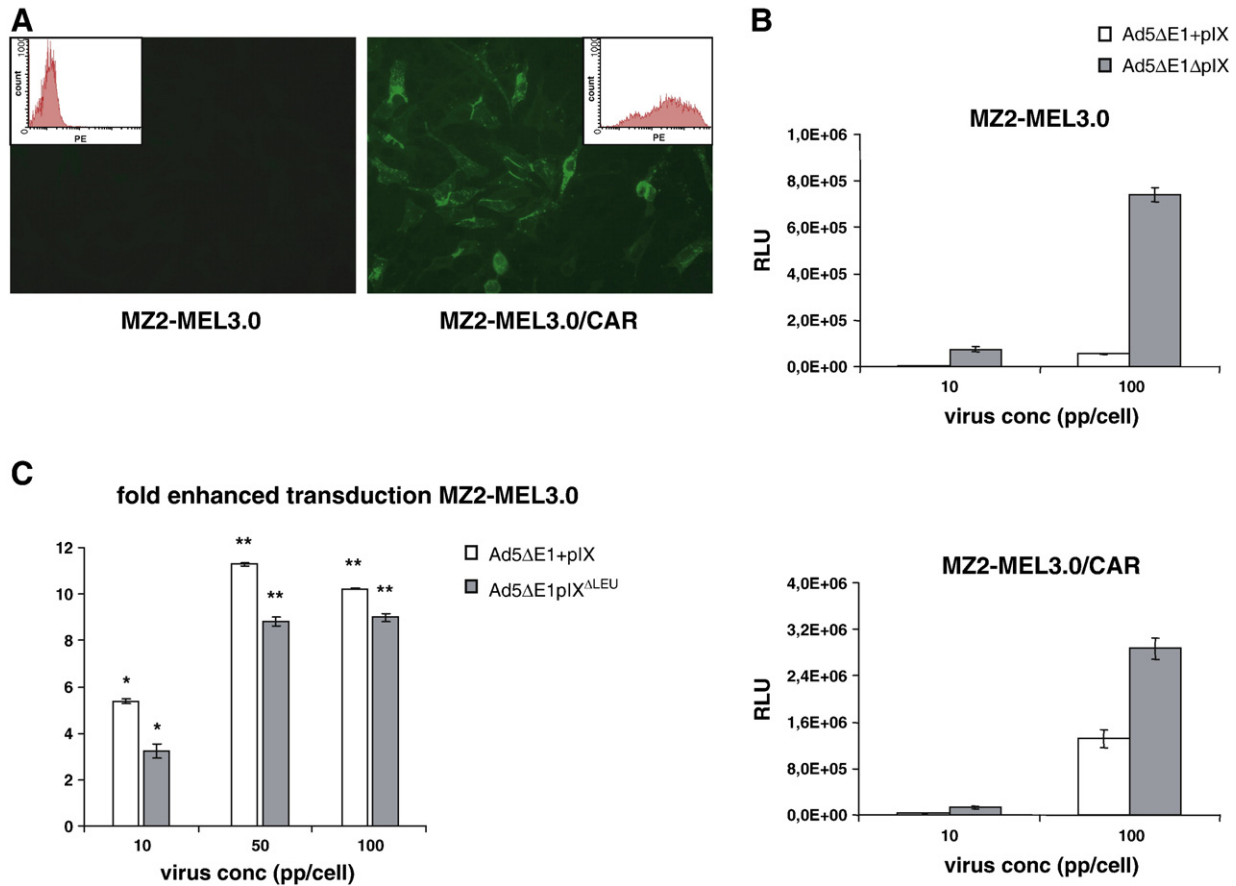 A
1000
count
PE
1000
count
PE
MZ2-MEL3.0
MZ2-MEL3.0/CAR
B
Ad5ΔE1+pIX
Ad5ΔE1ΔpIX
MZ2-MEL3.0
1,0E+06
8,0E+05
6,0E+05
4,0E+05
2,0E+05
0,0E+00
RLU
10
100
virus conc (pp/cell)
C
fold enhanced transduction MZ2-MEL3.0
Ad5ΔE1+pIX
Ad5ΔE1pIX^ΔLEU
12
10
8
6
4
2
0
*
*
**
**
**
**
10
50
100
virus conc (pp/cell)
MZ2-MEL3.0/CAR
4,0E+06
3,2E+06
2,4E+06
1,6E+06
8,0E+05
0,0E+00
RLU
10
100
virus conc (pp/cell)